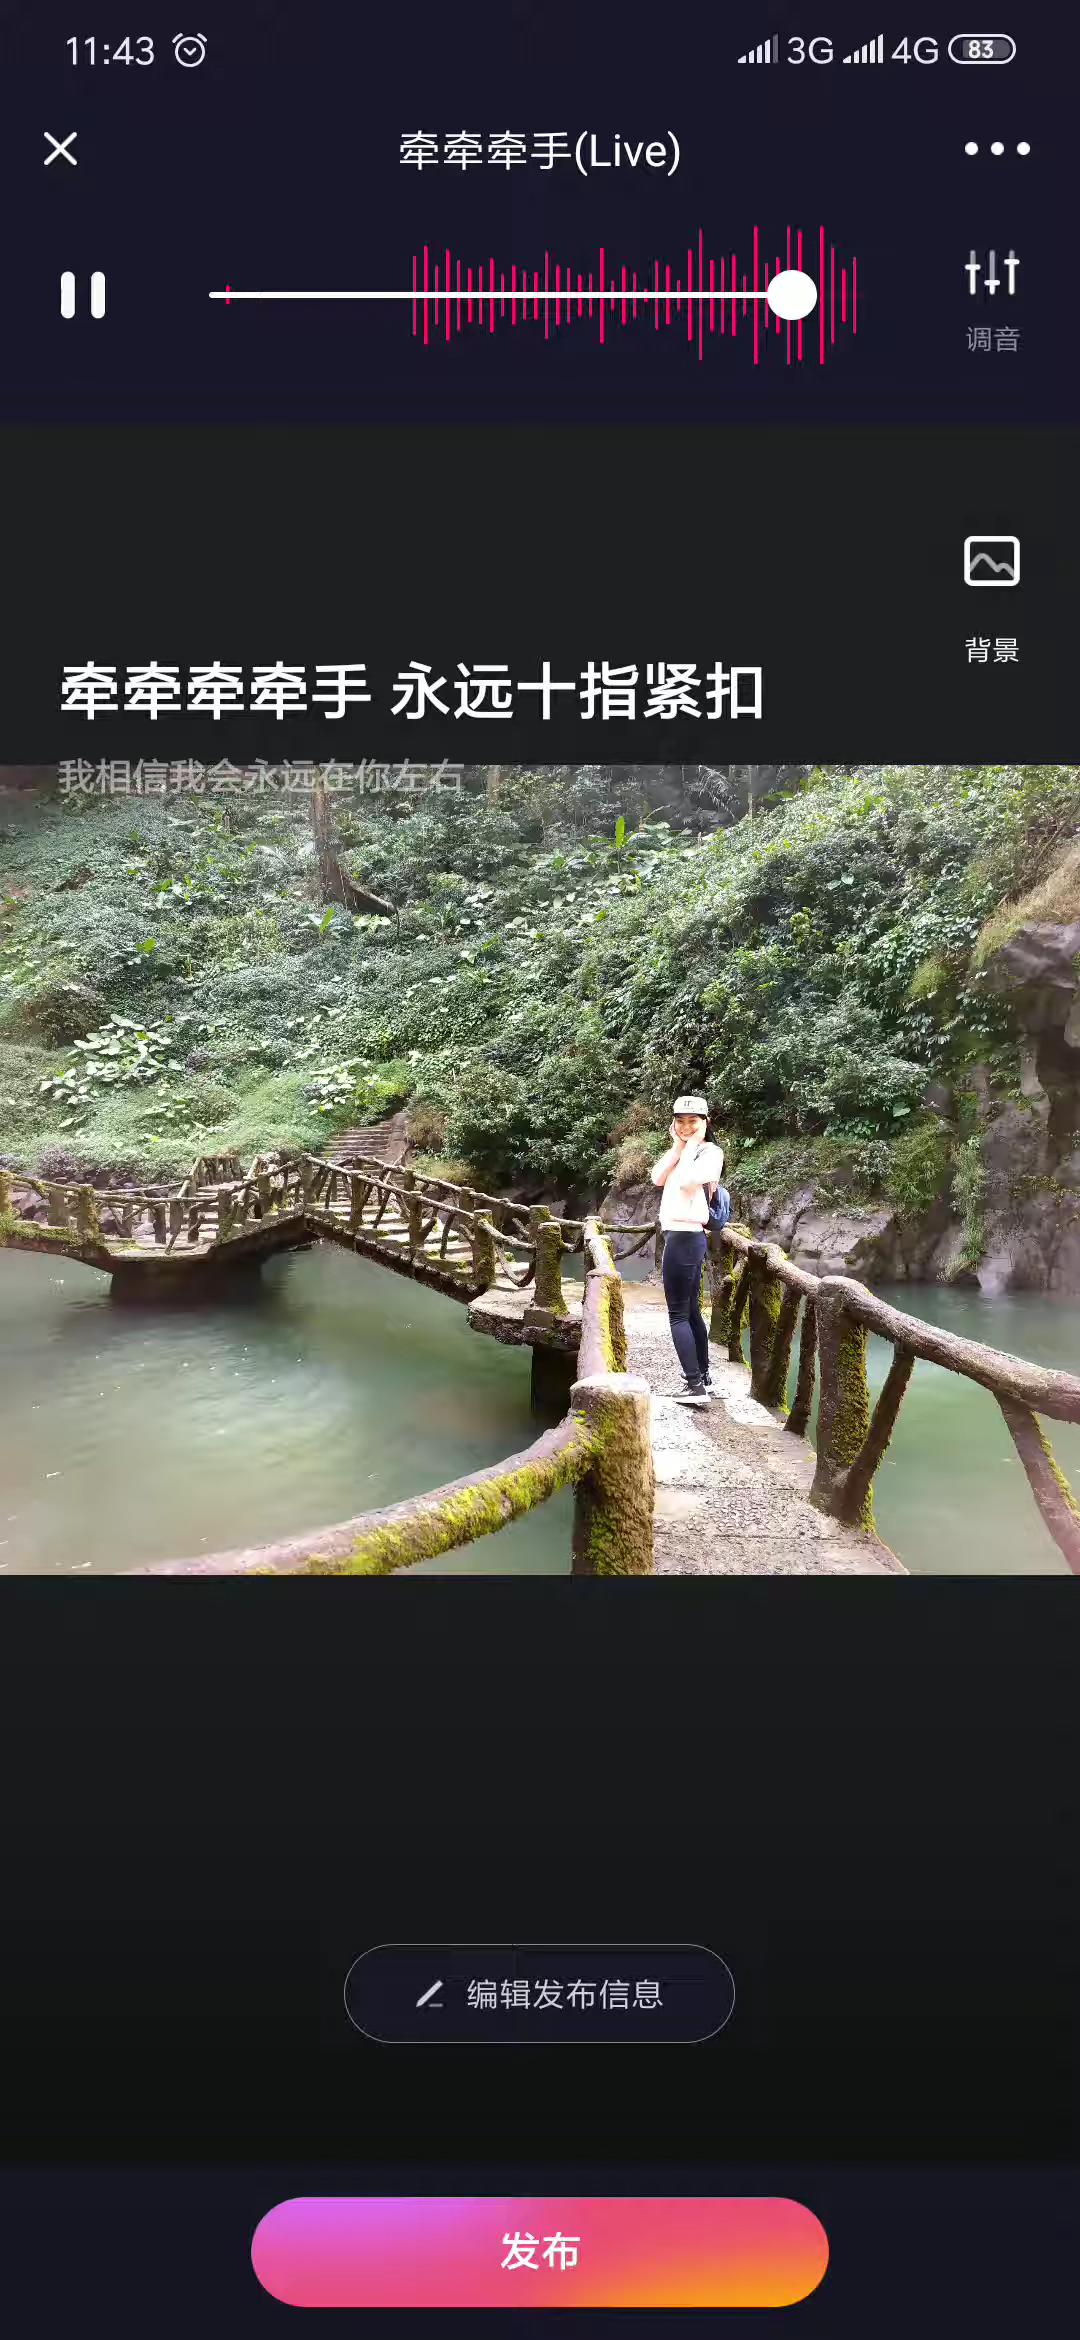 11:43 3G 4G 83
牵牵牵手(Live)
调音
背景
牵牵牵牵手 永远十指紧扣
我相信我会永远在你左右
编辑发布信息
发布